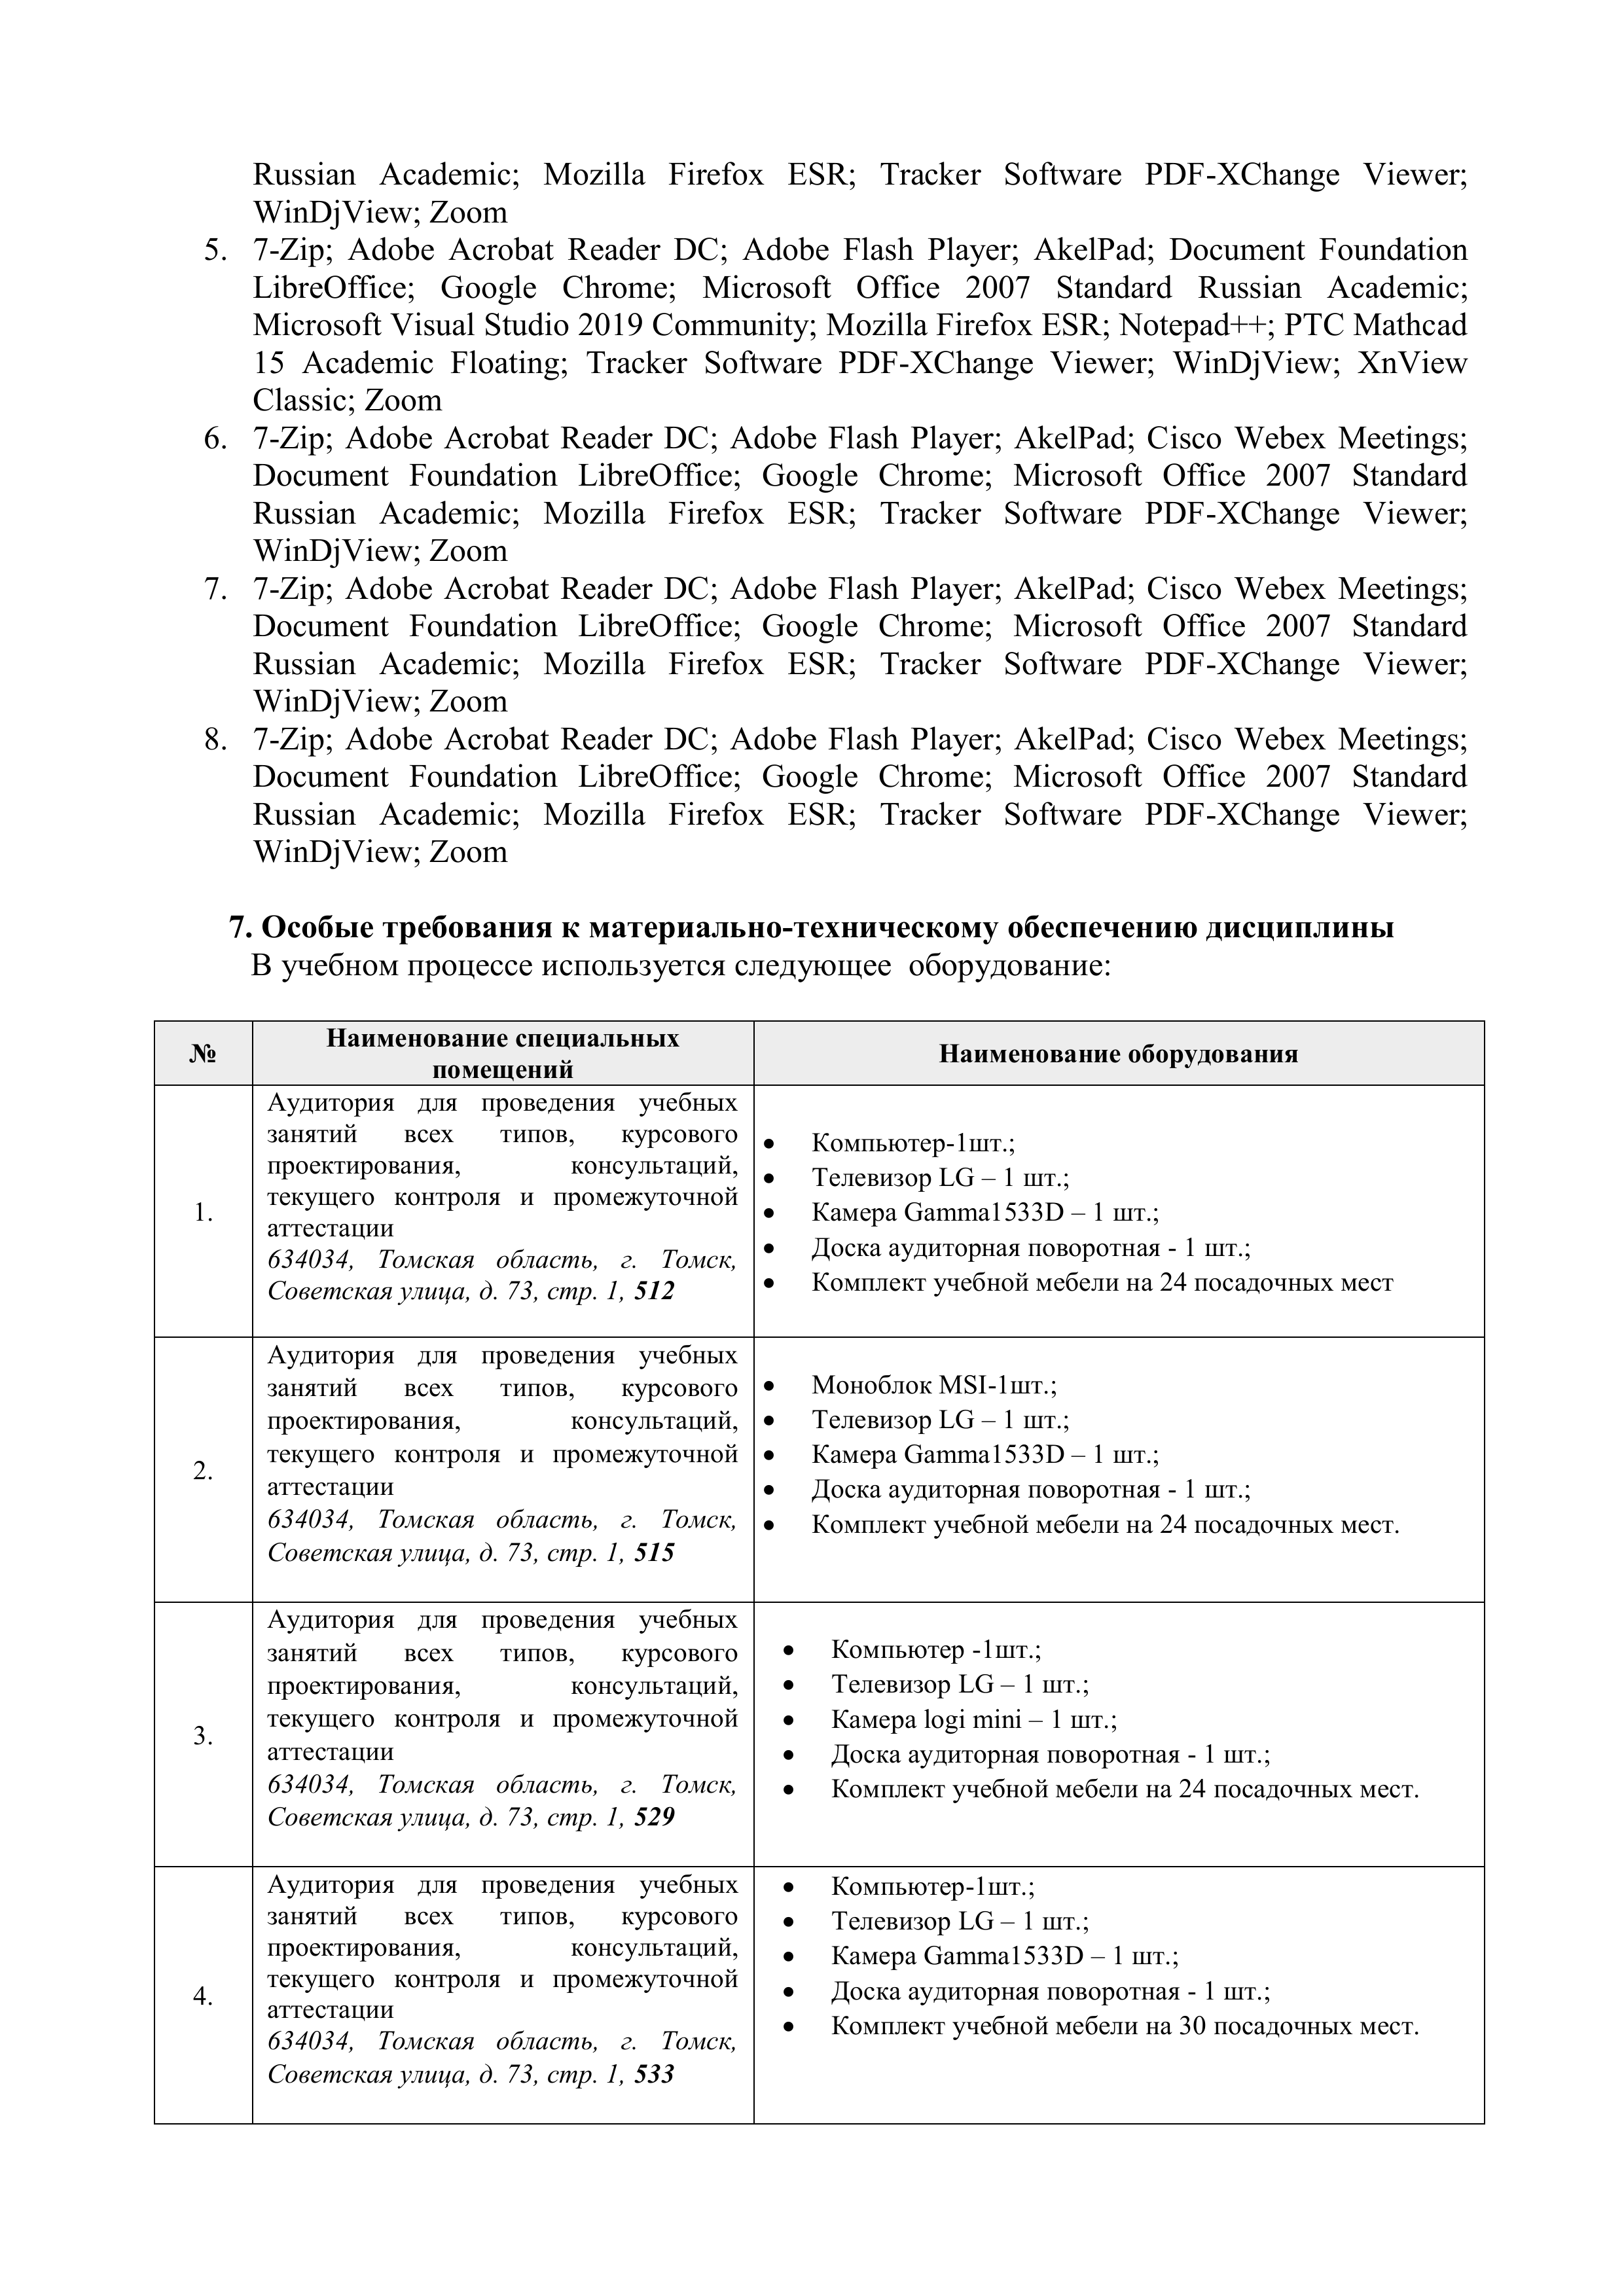 Russian Academic; Mozilla Firefox ESR; Tracker Software PDF-XChange Viewer;
WinDjView; Zoom
5. 7-Zip; Adobe Acrobat Reader DC; Adobe Flash Player; AkelPad; Document Foundation
LibreOffice; Google Chrome; Microsoft Office 2007 Standard Russian Academic;
Microsoft Visual Studio 2019 Community; Mozilla Firefox ESR; Notepad++; PTC Mathcad
15 Academic Floating; Tracker Software PDF-XChange Viewer; WinDjView; XnView
Classic; Zoom
6. 7-Zip; Adobe Acrobat Reader DC; Adobe Flash Player; AkelPad; Cisco Webex Meetings;
Document Foundation LibreOffice; Google Chrome; Microsoft Office 2007 Standard
Russian Academic; Mozilla Firefox ESR; Tracker Software PDF-XChange Viewer;
WinDjView; Zoom
7. 7-Zip; Adobe Acrobat Reader DC; Adobe Flash Player; AkelPad; Cisco Webex Meetings;
Document Foundation LibreOffice; Google Chrome; Microsoft Office 2007 Standard
Russian Academic; Mozilla Firefox ESR; Tracker Software PDF-XChange Viewer;
WinDjView; Zoom
8. 7-Zip; Adobe Acrobat Reader DC; Adobe Flash Player; AkelPad; Cisco Webex Meetings;
Document Foundation LibreOffice; Google Chrome; Microsoft Office 2007 Standard
Russian Academic; Mozilla Firefox ESR; Tracker Software PDF-XChange Viewer;
WinDjView; Zoom
7. Особые требования к материально-техническому обеспечению дисциплины
В учебном процессе используется следующее оборудование:
№
Наименование специальных
помещений
Наименование оборудования
1.
Аудитория для проведения учебных
занятий всех типов, курсового
проектирования, консультаций,
текущего контроля и промежуточной
аттестации
634034, Томская область, г. Томск,
Советская улица, д. 73, стр. 1, 512
• Компьютер-1шт.;
• Телевизор LG – 1 шт.;
• Камера Gamma1533D – 1 шт.;
• Доска аудиторная поворотная - 1 шт.;
• Комплект учебной мебели на 24 посадочных мест
2.
Аудитория для проведения учебных
занятий всех типов, курсового
проектирования, консультаций,
текущего контроля и промежуточной
аттестации
634034, Томская область, г. Томск,
Советская улица, д. 73, стр. 1, 515
• Моноблок MSI-1шт.;
• Телевизор LG – 1 шт.;
• Камера Gamma1533D – 1 шт.;
• Доска аудиторная поворотная - 1 шт.;
• Комплект учебной мебели на 24 посадочных мест.
3.
Аудитория для проведения учебных
занятий всех типов, курсового
проектирования, консультаций,
текущего контроля и промежуточной
аттестации
634034, Томская область, г. Томск,
Советская улица, д. 73, стр. 1, 529
• Компьютер -1шт.;
• Телевизор LG – 1 шт.;
• Камера logi mini – 1 шт.;
• Доска аудиторная поворотная - 1 шт.;
• Комплект учебной мебели на 24 посадочных мест.
4.
Аудитория для проведения учебных
занятий всех типов, курсового
проектирования, консультаций,
текущего контроля и промежуточной
аттестации
634034, Томская область, г. Томск,
Советская улица, д. 73, стр. 1, 533
• Компьютер-1шт.;
• Телевизор LG – 1 шт.;
• Камера Gamma1533D – 1 шт.;
• Доска аудиторная поворотная - 1 шт.;
• Комплект учебной мебели на 30 посадочных мест.